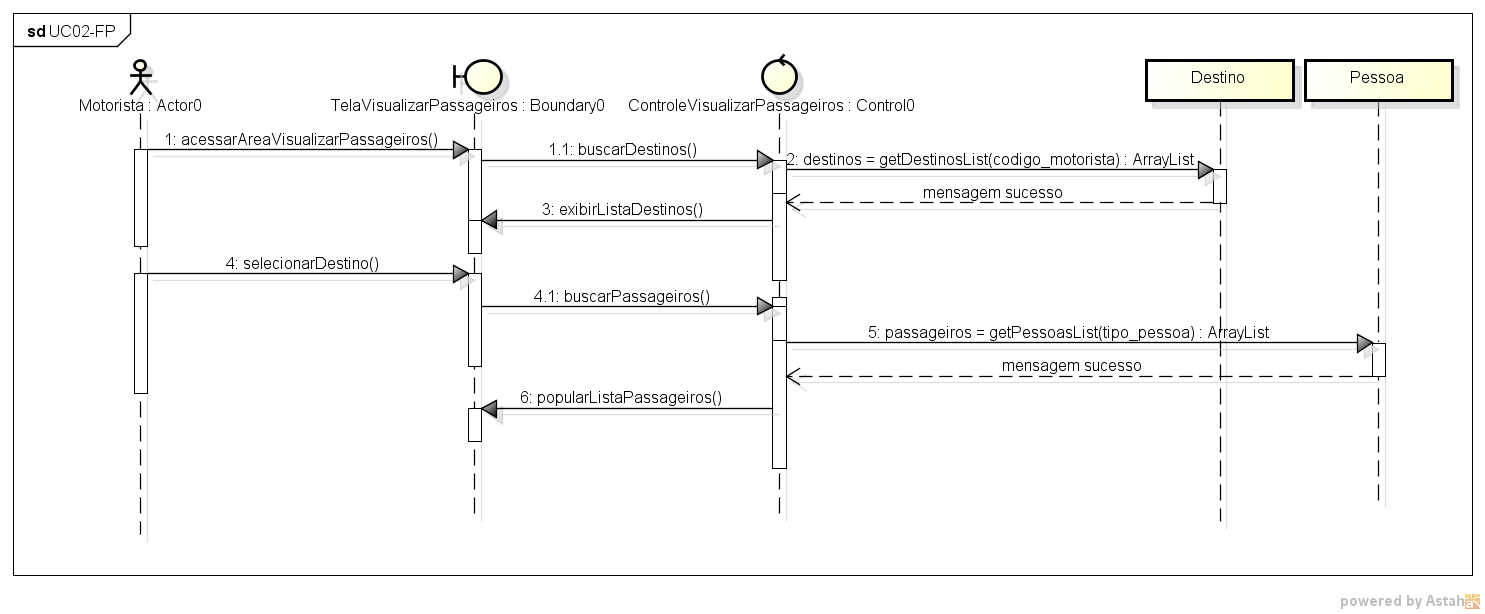 sd UC02-FP
Motorista : Actor0
TelaVisualizarPassageiros : Boundary0
ControleVisualizarPassageiros : Control0
Destino
Pessoa
1: acessarAreaVisualizarPassageiros()
1.1: buscarDestinos()
2: destinos = getDestinosList(codigo_motorista) : ArrayList
mensagem sucesso
3: exibirListaDestinos()
4: selecionarDestino()
4.1: buscarPassageiros()
5: passageiros = getPessoasList(tipo_pessoa) : ArrayList
mensagem sucesso
6: popularListaPassageiros()
powered by Astah